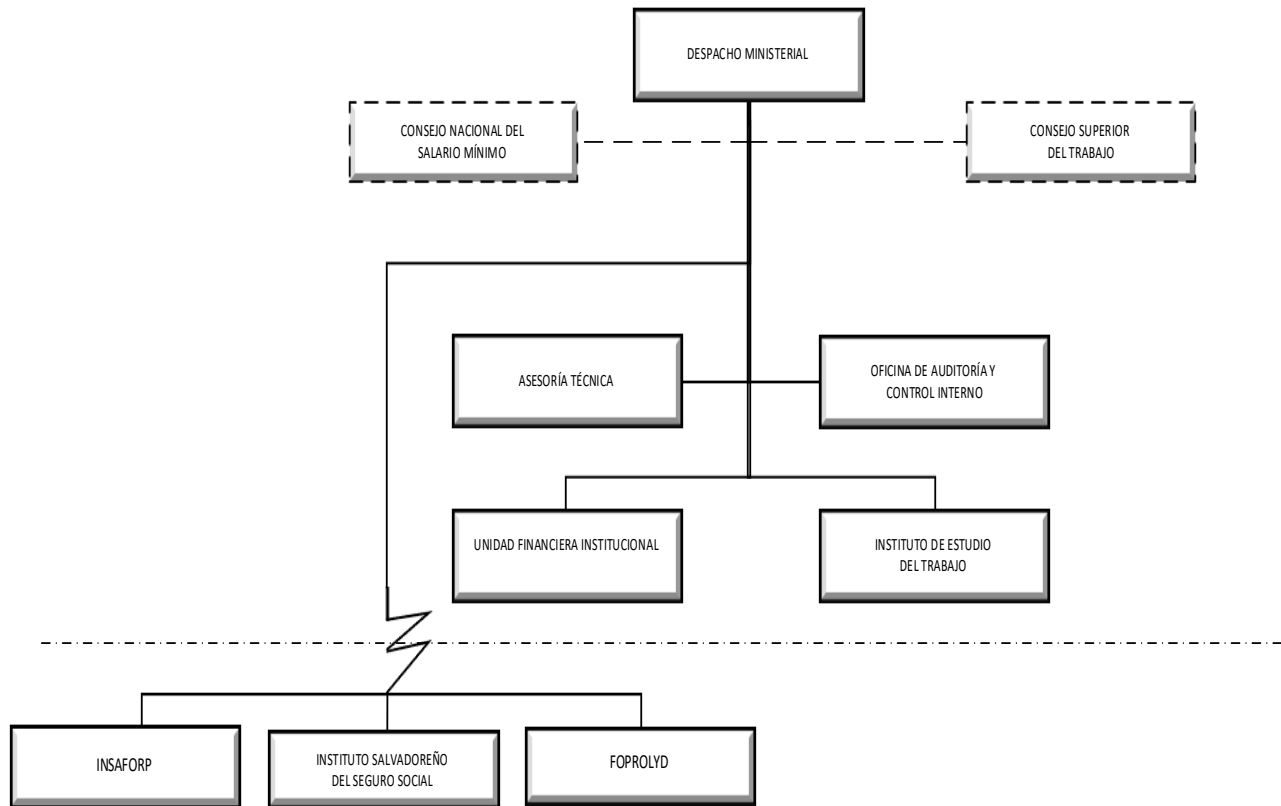 DESPACHO MINISTERIAL
CONSEJO NACIONAL DEL
SALARIO MÍNIMO
CONSEJO SUPERIOR
DEL TRABAJO
ASESORÍA TÉCNICA
OFICINA DE AUDITORÍA Y
CONTROL INTERNO
UNIDAD FINANCIERA INSTITUCIONAL
INSTITUTO DE ESTUDIO
DEL TRABAJO
INSAFORP
INSTITUTO SALVADOREÑO
DEL SEGURO SOCIAL
FOPROLYD